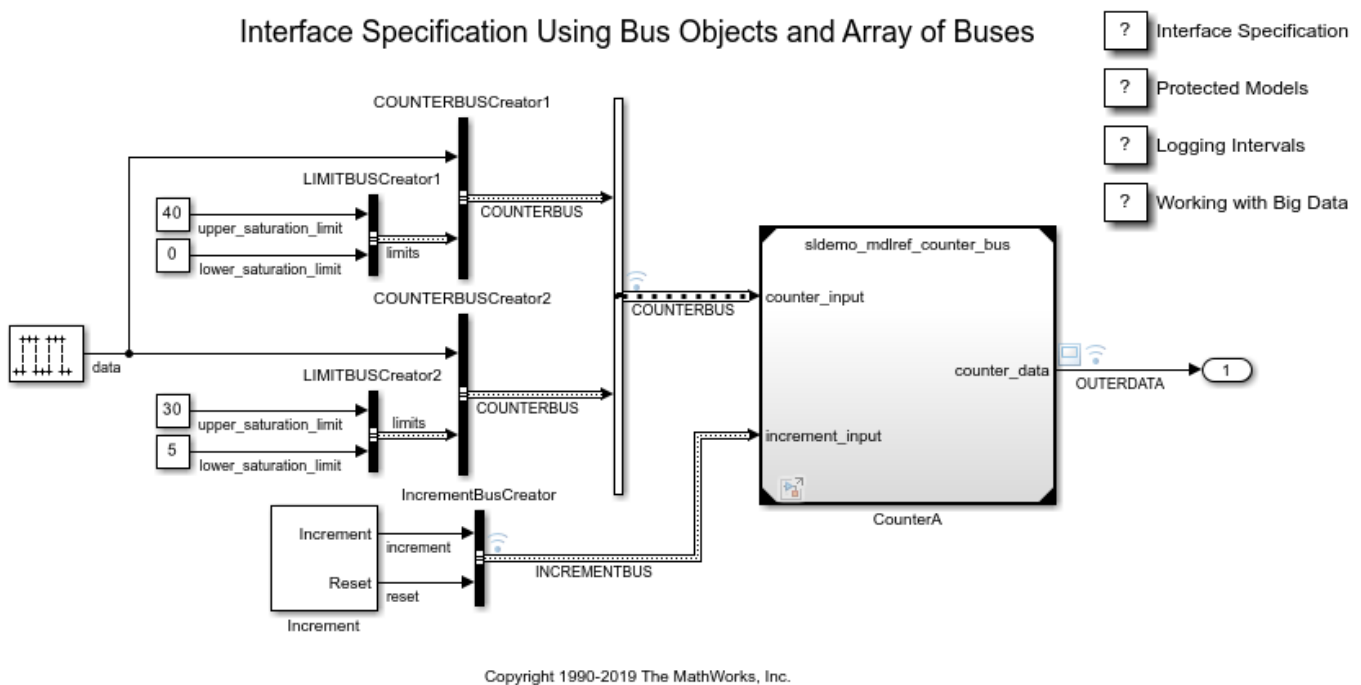 Interface Specification Using Bus Objects and Array of Buses
? Interface Specification
? Protected Models
? Logging Intervals
? Working with Big Data
COUNTERBUSCreator1
LIMITBUSCreator1
40
upper_saturation_limit
0
lower_saturation_limit
limits
COUNTERBUS
COUNTERBUSCreator2
data
LIMITBUSCreator2
30
upper_saturation_limit
5
lower_saturation_limit
limits
COUNTERBUS
COUNTERBUS
sldemo_mdlref_counter_bus
counter_input
counter_data
increment_input
CounterA
OUTERDATA
1
IncrementBusCreator
Increment
increment
Reset
reset
Increment
INCREMENTBUS
Copyright 1990-2019 The MathWorks, Inc.